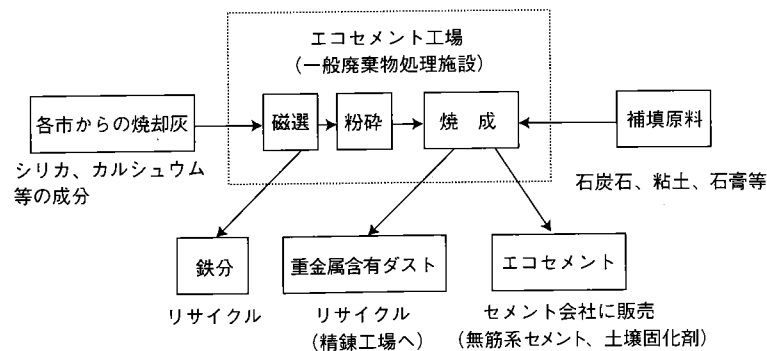 エコセメント工場
（一般廃棄物処理施設）
各市からの焼却灰
磁選
粉砕
焼 成
補填原料
シリカ、カルシュウム
等の成分
石炭石、粘土、石膏等
鉄分
重金属含有ダスト
エコセメント
リサイクル
リサイクル
（精錬工場へ）
セメント会社に販売
（無筋系セメント、土壌固化剤）